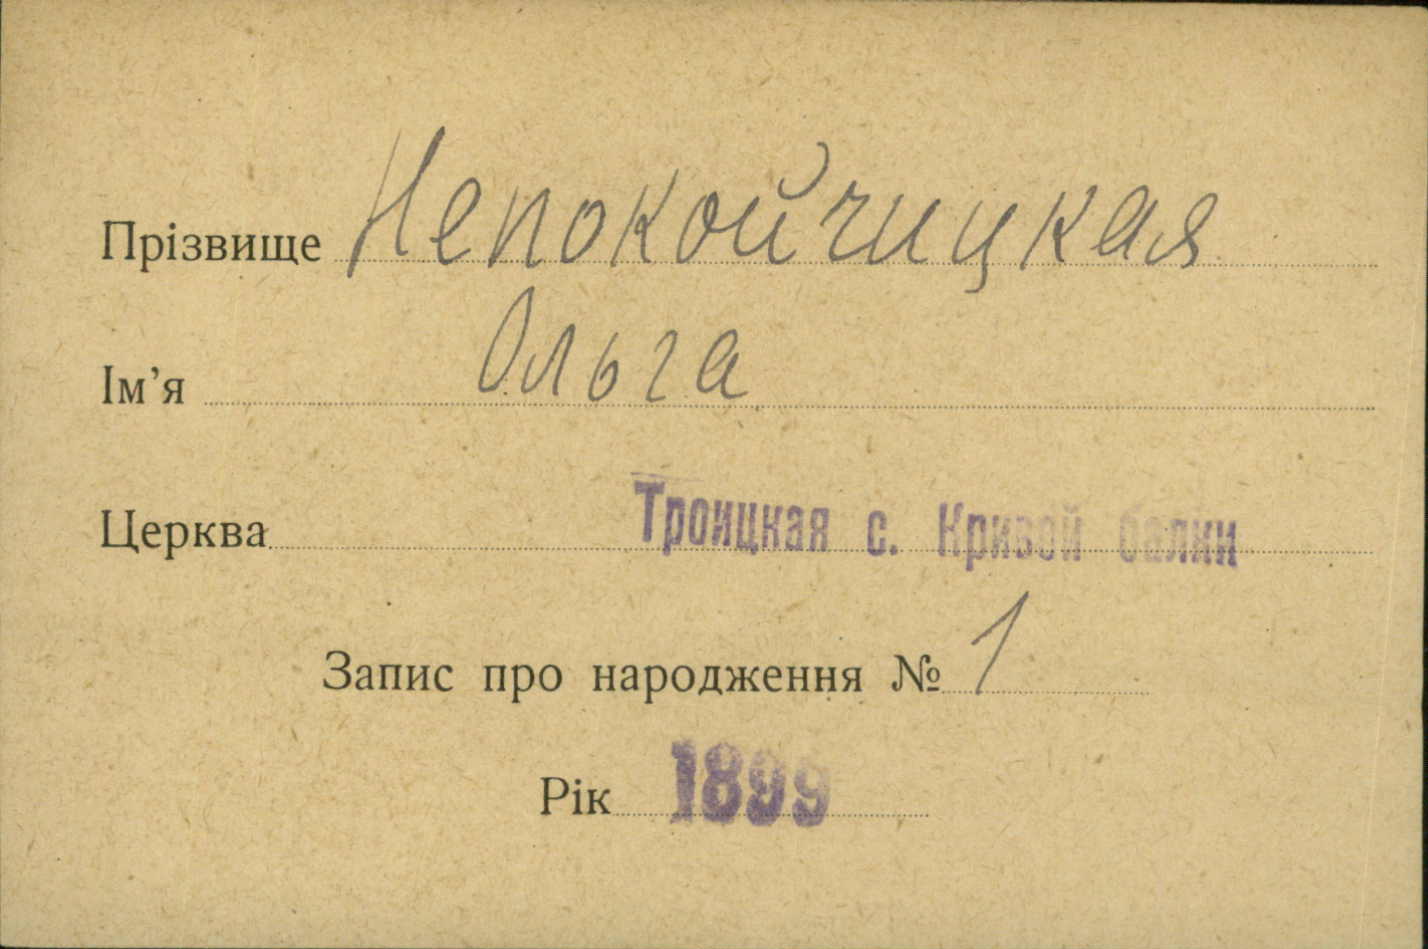 Прізвище Непокойчицкая
Ім’я Ольга
Церква Троицкая с. Кривой балки
Запис про народження № 1
Рік 1899